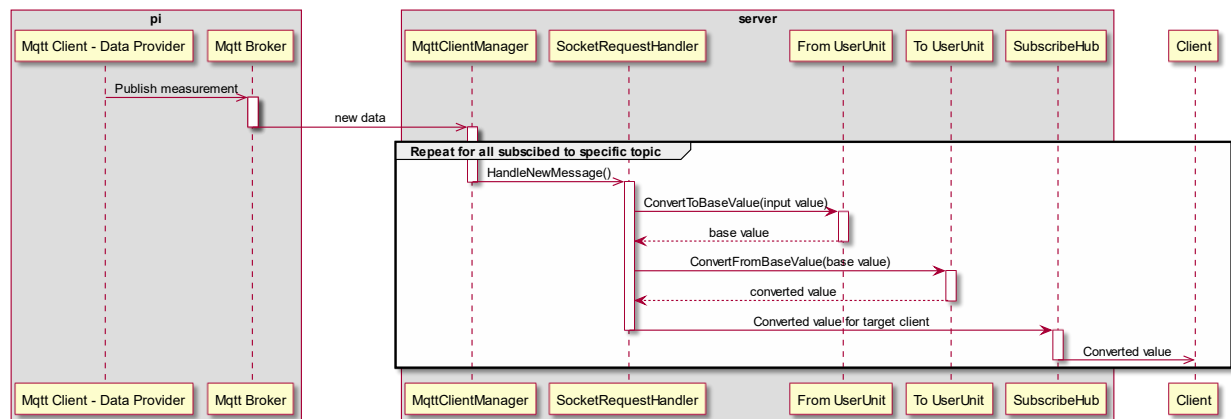 pi
server
Mqtt Client - Data Provider
Mqtt Broker
MqttClientManager
SocketRequestHandler
From UserUnit
To UserUnit
SubscribeHub
Client
Publish measurement
new data
Repeat for all subscibed to specific topic
HandleNewMessage()
ConvertToBaseValue(input value)
base value
ConvertFromBaseValue(base value)
converted value
Converted value for target client
Converted value
Mqtt Client - Data Provider
Mqtt Broker
MqttClientManager
SocketRequestHandler
From UserUnit
To UserUnit
SubscribeHub
Client